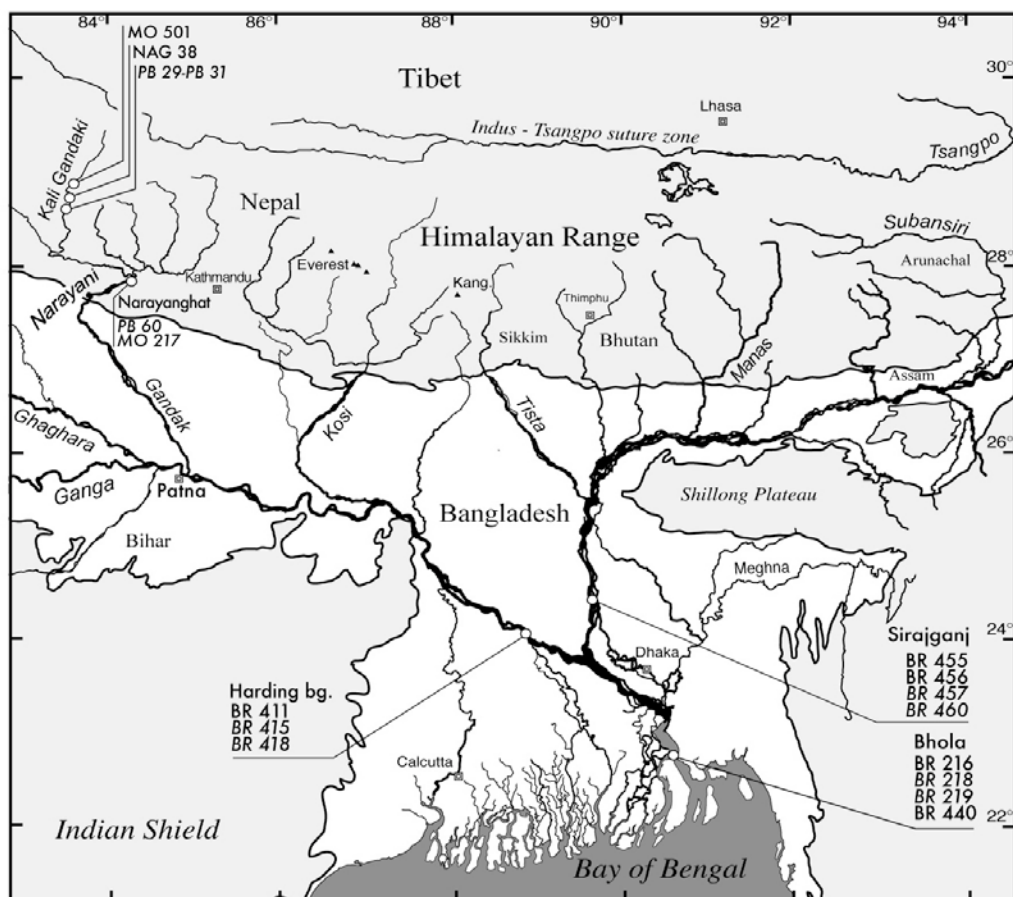 84° 86° 88° 90° 92° 94°
MO 501
NAG 38
PB 29-PB 31
Tibet
30°
Lhasa
Indus - Tsangpo suture zone
Tsangpo
Kali Gandaki
Nepal
Himalayan Range
Subansiri
Arunachal
28°
Everest
Kathmandu
Kang.
Thimphu
Narayani
Narayanghat
PB 60
MO 217
Sikkim
Bhutan
Manas
Assam
Gandak
Kosi
Tista
Ghaghara
26°
Ganga
Patna
Shillong Plateau
Bangladesh
Bihar
Meghna
24°
Sirajganj
BR 455
BR 456
BR 457
BR 460
Dhaka
Harding bg.
BR 411
BR 415
BR 418
Bhola
BR 216
BR 218
BR 219
BR 440
Calcutta
22°
Indian Shield
Bay of Bengal